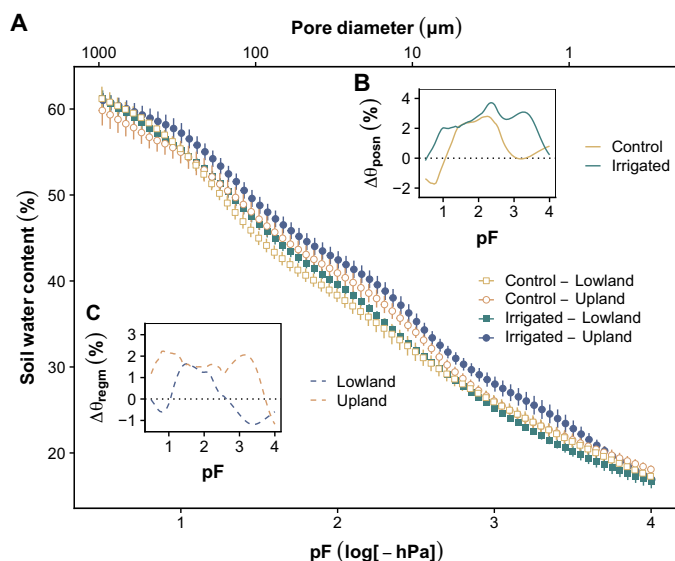 A
Pore diameter (µm)
1000 100 10 1
Soil water content (%)
60
50
40
30
20
B
Δθposn (%)
4
2
0
−2
1 2 3 4
pF
Control
Irrigated
Control − Lowland
Control − Upland
Irrigated − Lowland
Irrigated − Upland
C
Δθregm (%)
3
2
1
0
−1
1 2 3 4
pF
Lowland
Upland
1 2 3 4
pF (log[−hPa])